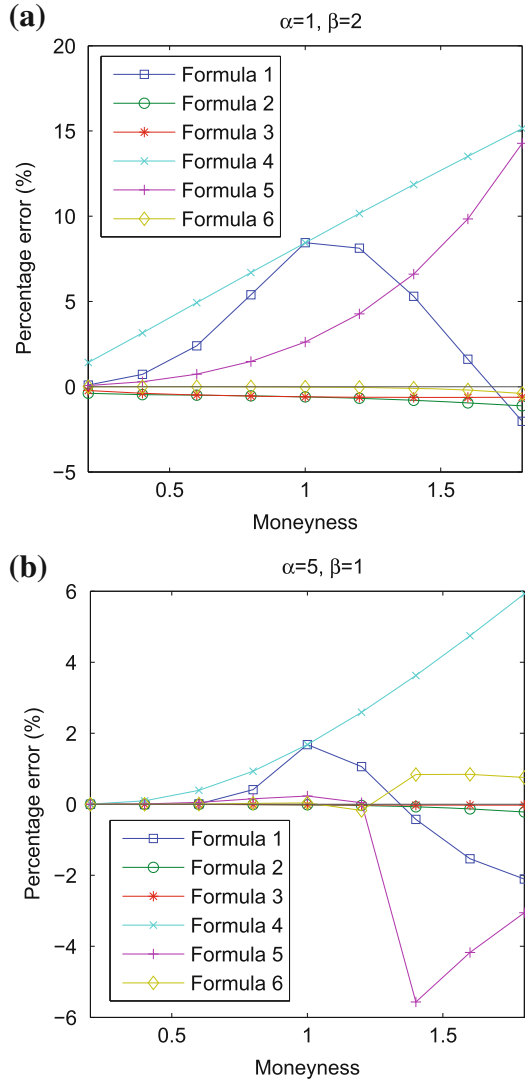 (a)
α=1, β=2
20
15
10
5
0
−5
Percentage error (%)
Formula 1
Formula 2
Formula 3
Formula 4
Formula 5
Formula 6
0.5
1
1.5
Moneyness
(b)
α=5, β=1
6
4
2
0
−2
−4
−6
Percentage error (%)
Formula 1
Formula 2
Formula 3
Formula 4
Formula 5
Formula 6
0.5
1
1.5
Moneyness